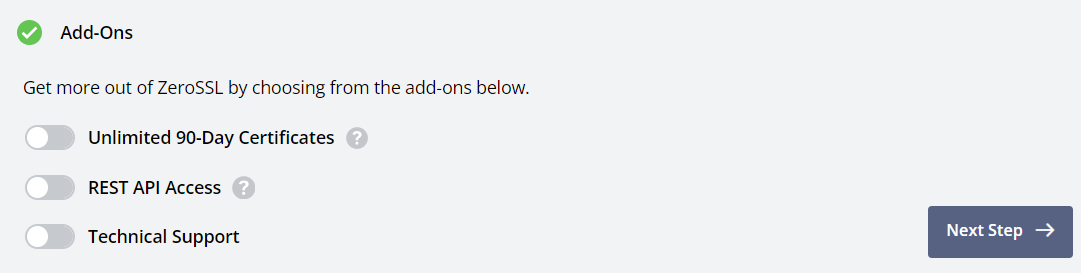 Add-Ons
Get more out of ZeroSSL by choosing from the add-ons below.
Unlimited 90-Day Certificates ?
REST API Access ?
Technical Support
Next Step →